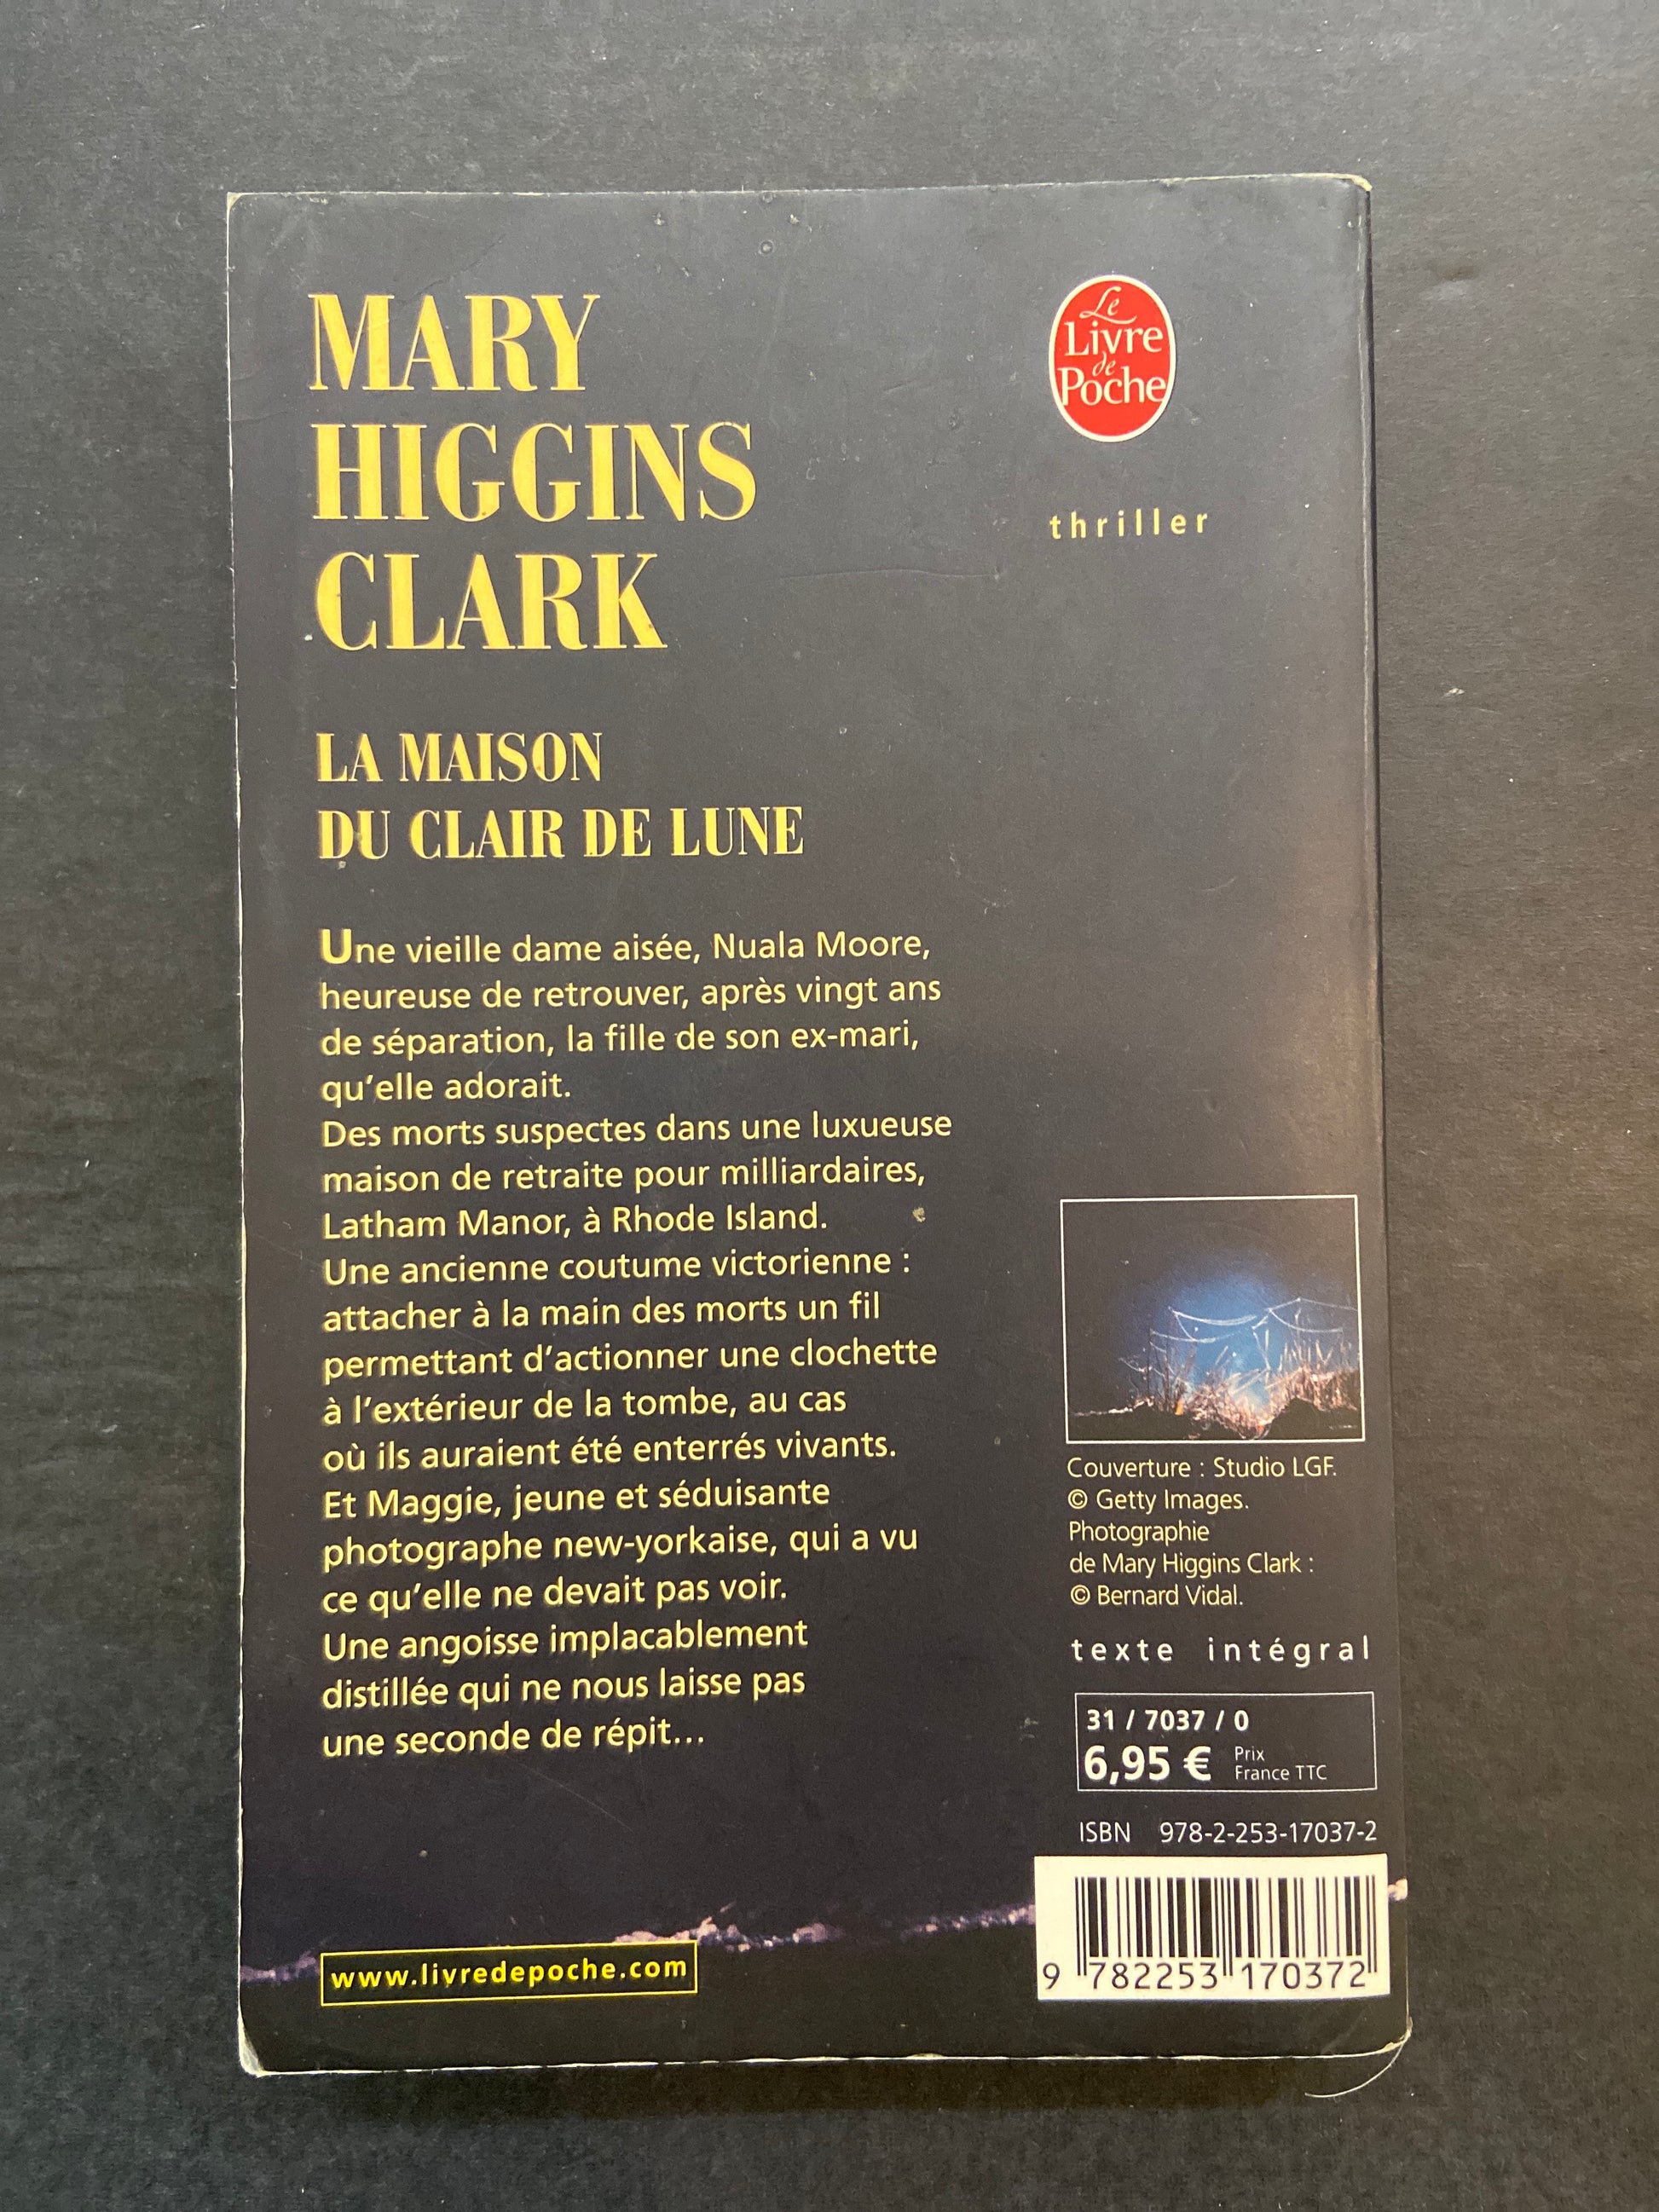 MARY
HIGGINS
CLARK
Le
Livre
de
Poche
thriller
LA MAISON
DU CLAIR DE LUNE
Une vieille dame aisée, Nuala Moore,
heureuse de retrouver, après vingt ans
de séparation, la fille de son ex-mari,
qu'elle adorait.
Des morts suspectes dans une luxueuse
maison de retraite pour milliardaires,
Latham Manor, à Rhode Island.
Une ancienne coutume victorienne :
attacher à la main des morts un fil
permettant d'actionner une clochette
à l'extérieur de la tombe, au cas
où ils auraient été enterrés vivants.
Et Maggie, jeune et séduisante
photographe new-yorkaise, qui a vu
ce qu'elle ne devait pas voir.
Une angoisse implacablement
distillée qui ne nous laisse pas
une seconde de répit...
Couverture : Studio LGF.
© Getty Images.
Photographie
de Mary Higgins Clark :
© Bernard Vidal.
texte intégral
31 / 7037 / 0
6,95 € Prix
France TTC
ISBN 978-2-253-17037-2
9 782253 170372
www.livredepoche.com